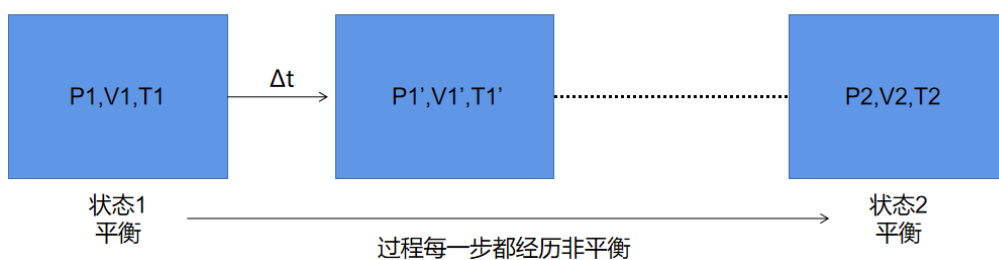 P1,V1,T1
Δt
P1’,V1’,T1’
P2,V2,T2
状态1
平衡
状态2
平衡
过程每一步都经历非平衡